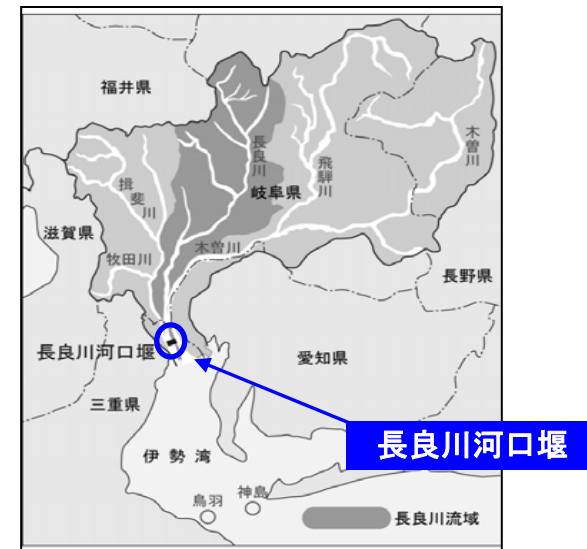 福井県
長良川
木曽川
飛騨川
揖斐川
岐阜県
滋賀県
木曽川
牧田川
長野県
長良川河口堰
愛知県
三重県
長良川河口堰
伊勢湾
神島
鳥羽
長良川流域